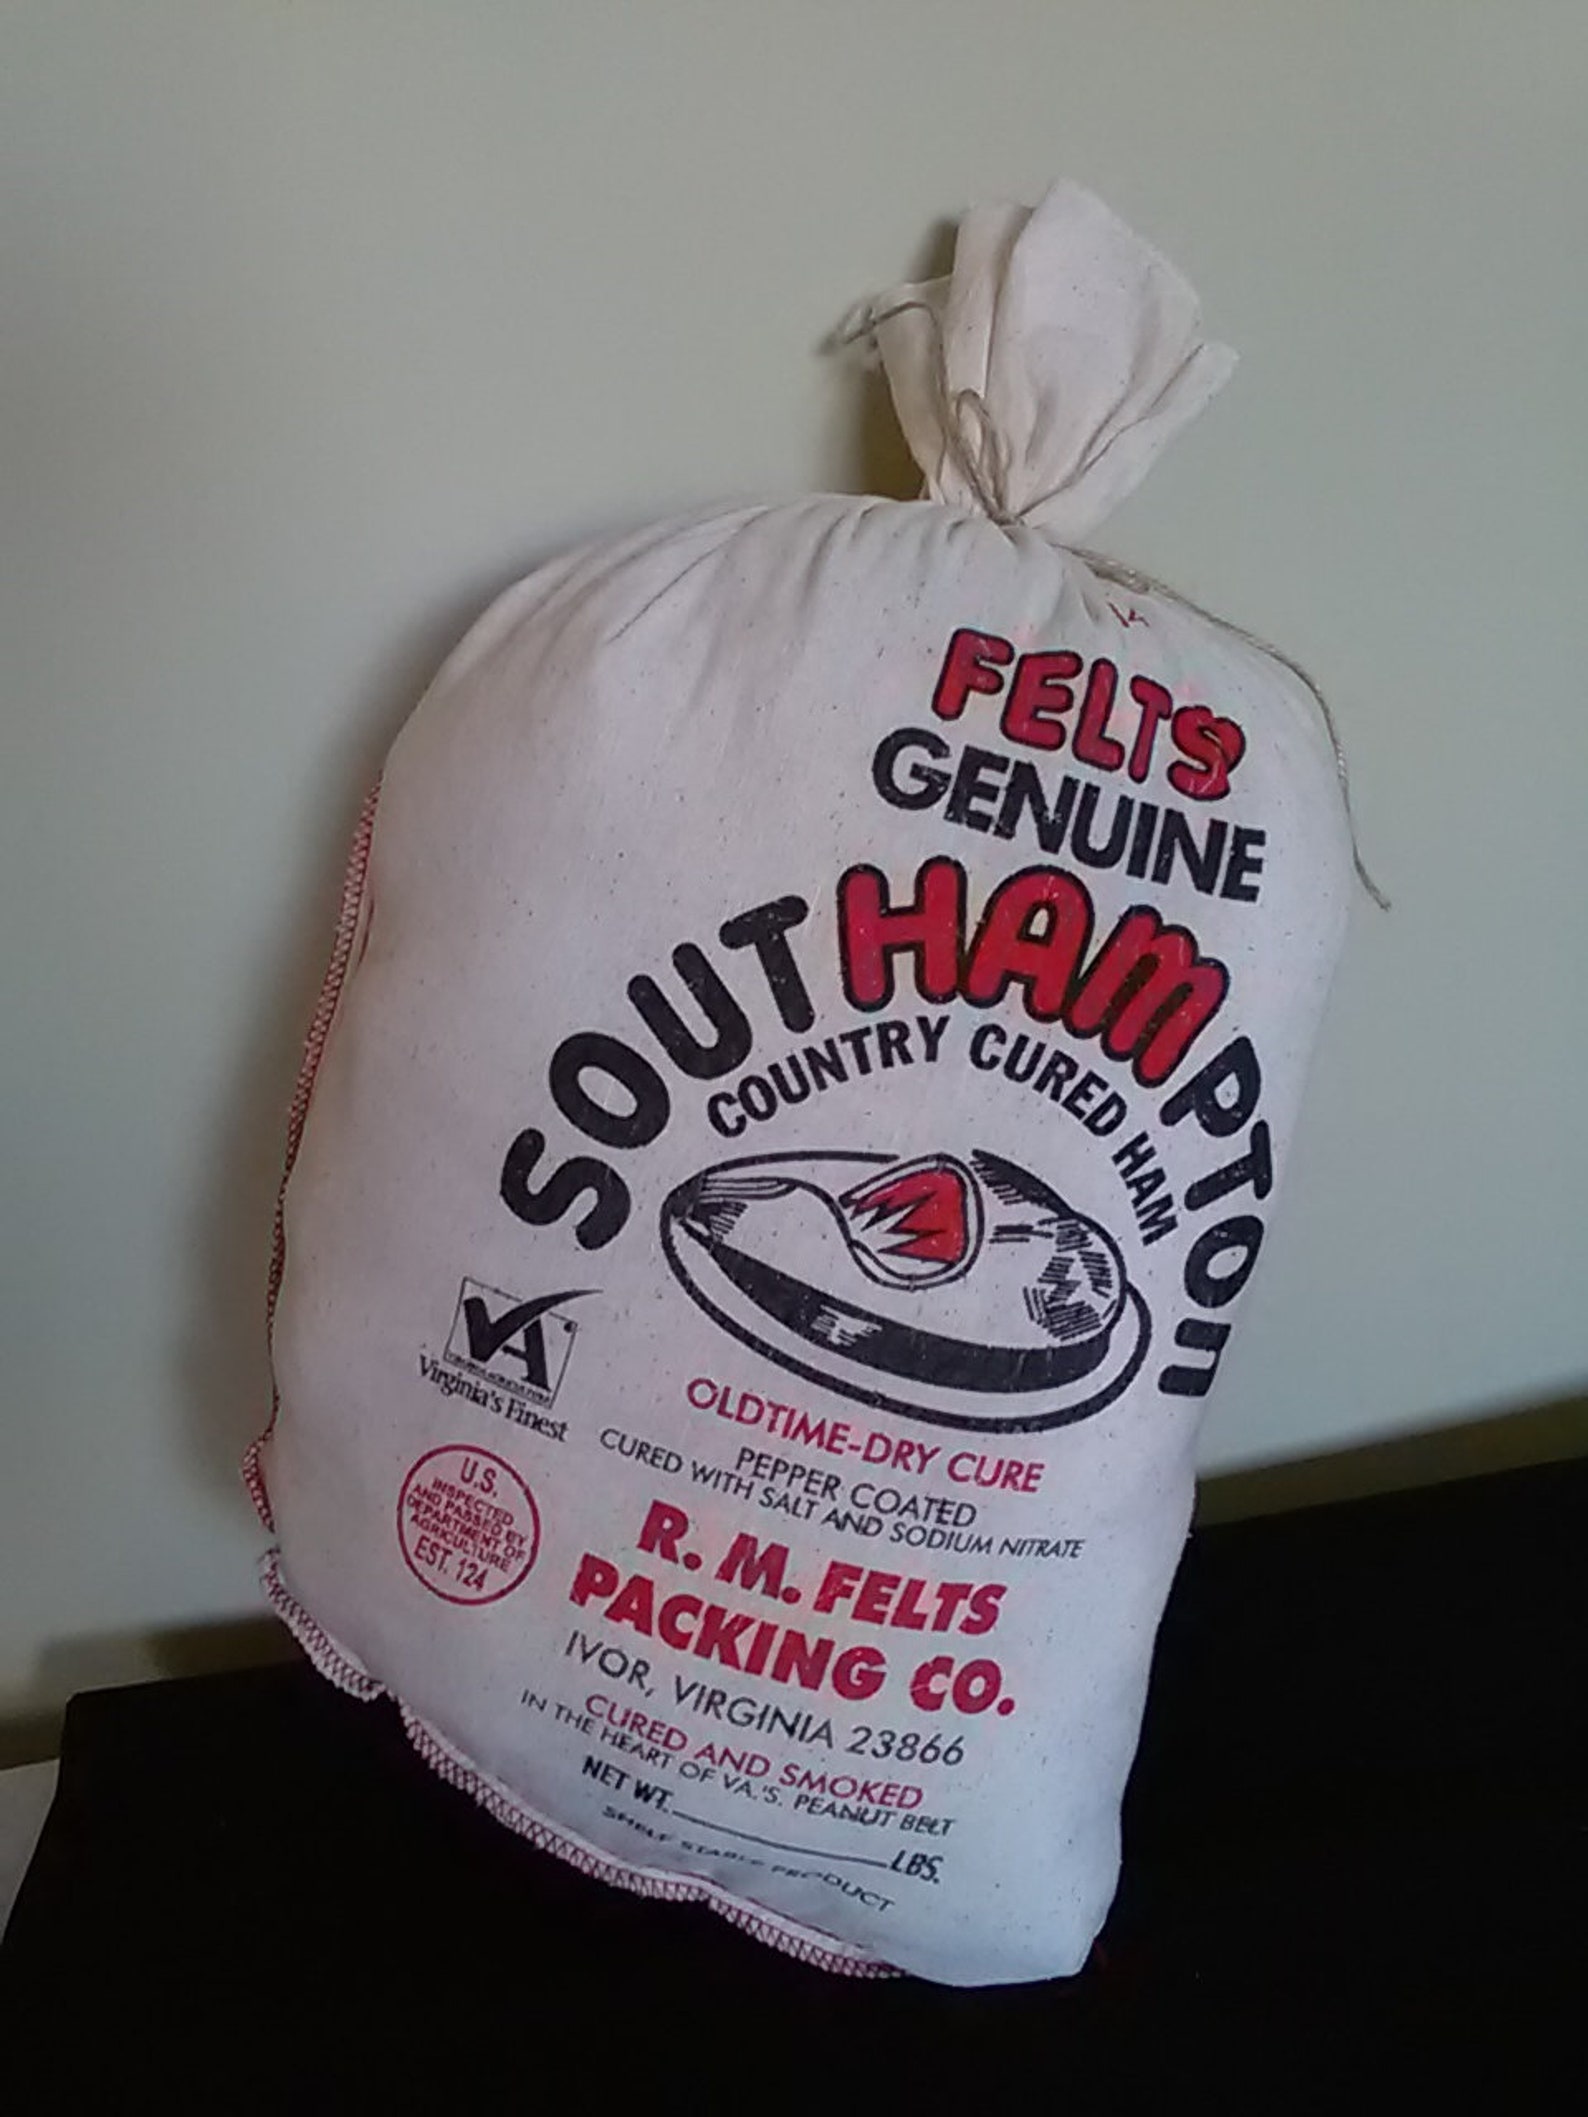 14
FELTS
GENUINE
SOUTHAMPTON
COUNTRY CURED HAM
VA
Virginia's Finest
OLDTIME-DRY CURE
PEPPER COATED
CURED WITH SALT AND SODIUM NITRATE
U.S.
INSPECTED
AND PASSED BY
DEPARTMENT OF
AGRICULTURE
EST. 124
R. M. FELTS
PACKING CO.
IVOR, VIRGINIA 23866
CURED AND SMOKED
IN THE HEART OF VA.'S. PEANUT BELT
NET WT. LBS.
SHELF STABLE PRODUCT